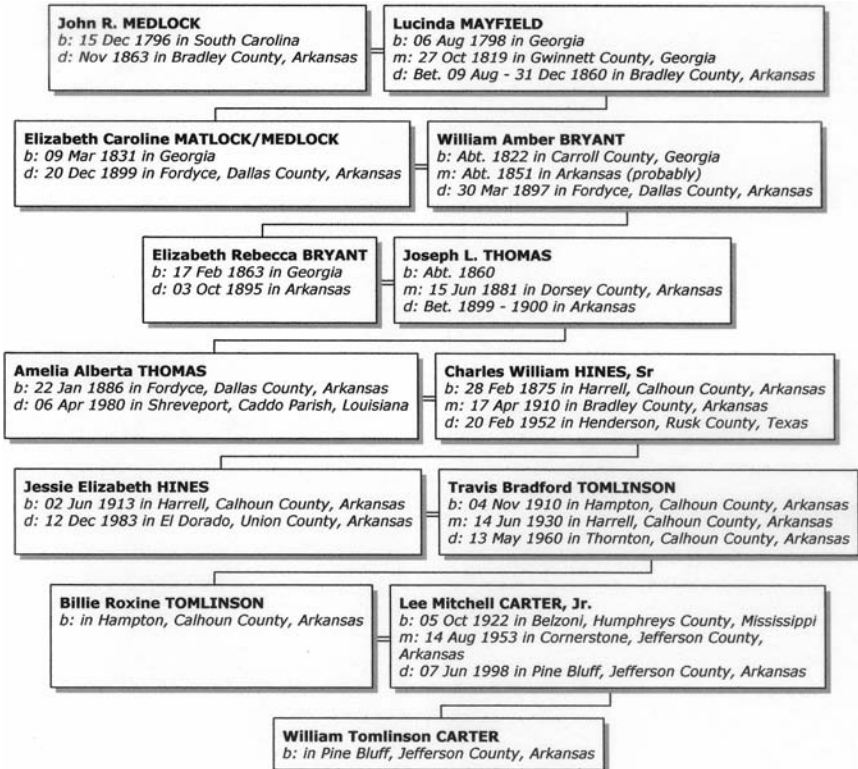 John R. MEDLOCK
b: 15 Dec 1796 in South Carolina
d: Nov 1863 in Bradley County, Arkansas
Lucinda MAYFIELD
b: 06 Aug 1798 in Georgia
m: 27 Oct 1819 in Gwinnett County, Georgia
d: Bet. 09 Aug - 31 Dec 1860 in Bradley County, Arkansas
Elizabeth Caroline MATLOCK/MEDLOCK
b: 09 Mar 1831 in Georgia
d: 20 Dec 1899 in Fordyce, Dallas County, Arkansas
William Amber BRYANT
b: Abt. 1822 in Carroll County, Georgia
m: Abt. 1851 in Arkansas (probably)
d: 30 Mar 1897 in Fordyce, Dallas County, Arkansas
Elizabeth Rebecca BRYANT
b: 17 Feb 1863 in Georgia
d: 03 Oct 1895 in Arkansas
Joseph L. THOMAS
b: Abt. 1860
m: 15 Jun 1881 in Dorsey County, Arkansas
d: Bet. 1899 - 1900 in Arkansas
Amelia Alberta THOMAS
b: 22 Jan 1886 in Fordyce, Dallas County, Arkansas
d: 06 Apr 1980 in Shreveport, Caddo Parish, Louisiana
Charles William HINES, Sr
b: 28 Feb 1875 in Harrell, Calhoun County, Arkansas
m: 17 Apr 1910 in Bradley County, Arkansas
d: 20 Feb 1952 in Henderson, Rusk County, Texas
Jessie Elizabeth HINES
b: 02 Jun 1913 in Harrell, Calhoun County, Arkansas
d: 12 Dec 1983 in El Dorado, Union County, Arkansas
Travis Bradford TOMLINSON
b: 04 Nov 1910 in Hampton, Calhoun County, Arkansas
m: 14 Jun 1930 in Harrell, Calhoun County, Arkansas
d: 13 May 1960 in Thornton, Calhoun County, Arkansas
Billie Roxine TOMLINSON
b: in Hampton, Calhoun County, Arkansas
Lee Mitchell CARTER, Jr.
b: 05 Oct 1922 in Belzoni, Humphreys County, Mississippi
m: 14 Aug 1953 in Cornerstone, Jefferson County,
Arkansas
d: 07 Jun 1998 in Pine Bluff, Jefferson County, Arkansas
William Tomlinson CARTER
b: in Pine Bluff, Jefferson County, Arkansas